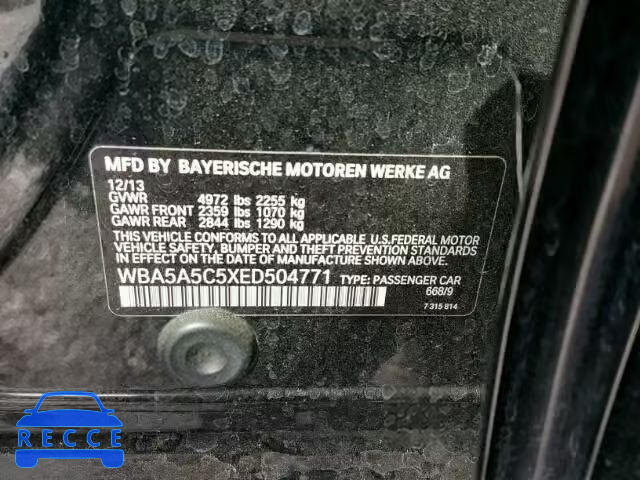 MFD BY BAYERISCHE MOTOREN WERKE AG
12/13
GVWR 4972 lbs 2255 kg
GAWR FRONT 2359 lbs 1070 kg
GAWR REAR 2844 lbs 1290 kg
THIS VEHICLE CONFORMS TO ALL APPLICABLE U.S.FEDERAL MOTOR
VEHICLE SAFETY, BUMPER AND THEFT PREVENTION STANDARDS
IN EFFECT ON THE DATE OF MANUFACTURE SHOWN ABOVE.
WBA5A5C5XED504771 TYPE: PASSENGER CAR
668/9
7 315 814
RECCE